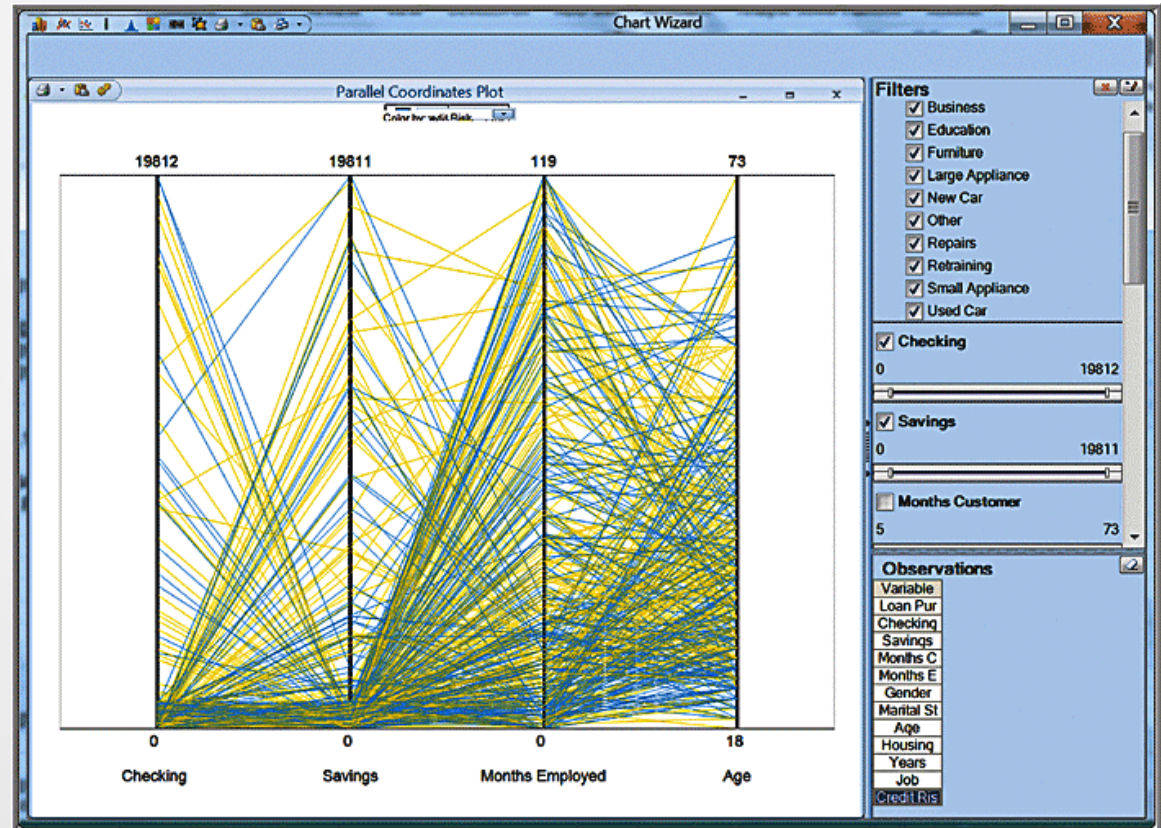 Chart Wizard
Parallel Coordinates Plot
Color by:
19812 19811 119 73
0 0 0 18
Checking Savings Months Employed Age
Filters
Business
Education
Furniture
Large Appliance
New Car
Other
Repairs
Retraining
Small Appliance
Used Car
Checking
0 19812
Savings
0 19811
Months Customer
5 73
Observations
Variable
Loan Pur
Checking
Savings
Months C
Months E
Gender
Marital St
Age
Housing
Years
Job
Credit Ris